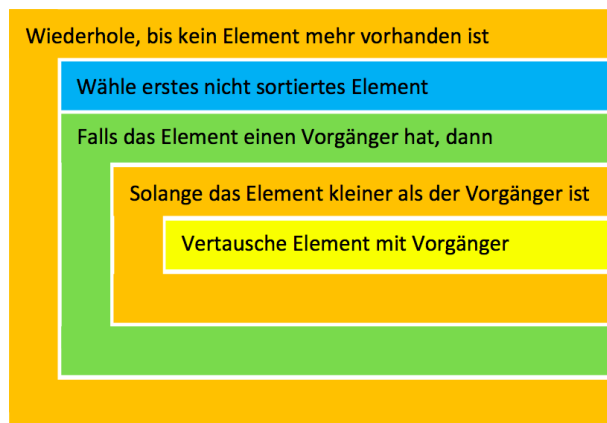 Wiederhole, bis kein Element mehr vorhanden ist
Wähle erstes nicht sortiertes Element
Falls das Element einen Vorgänger hat, dann
Solange das Element kleiner als der Vorgänger ist
Vertausche Element mit Vorgänger